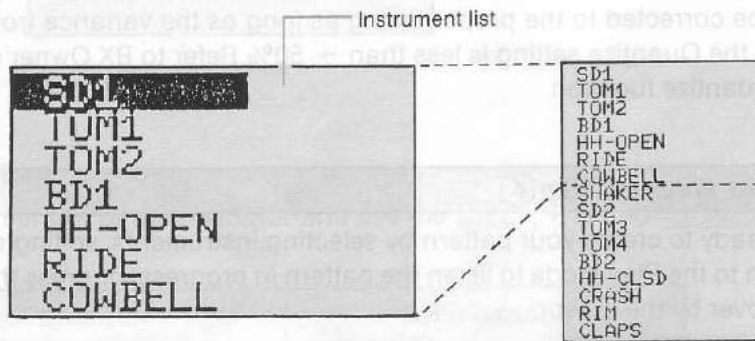 Instrument list
SD1
TOM1
TOM2
BD1
HH-OPEN
RIDE
COWBELL
SD1
TOM1
TOM2
BD1
HH-OPEN
RIDE
COWBELL
SHAKER
SD2
TOM3
TOM4
BD2
HH-CLSD
CRASH
RIM
CLAPS